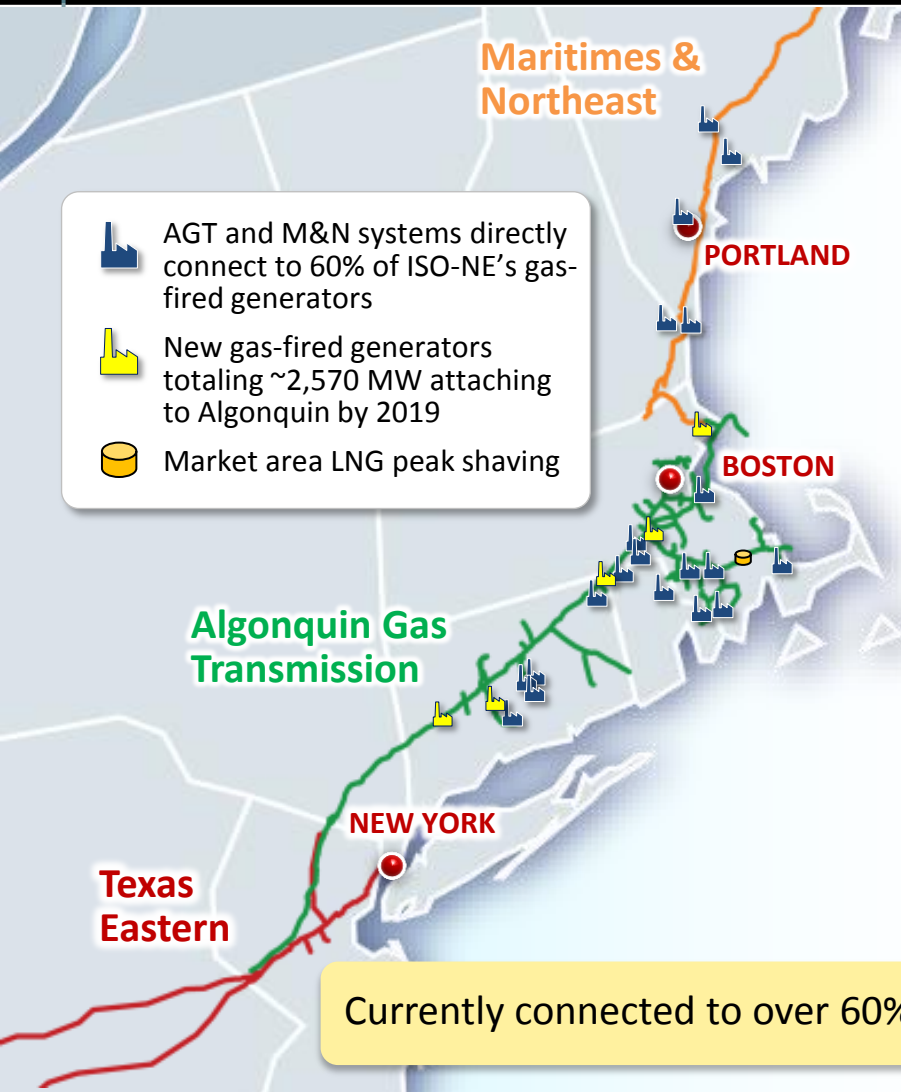 Maritimes &
Northeast
AGT and M&N systems directly
connect to 60% of ISO-NE's gas-
fired generators
New gas-fired generators
totaling ~2,570 MW attaching
to Algonquin by 2019
Market area LNG peak shaving
PORTLAND
BOSTON
Algonquin Gas
Transmission
NEW YORK
Texas
Eastern
Currently connected to over 60%